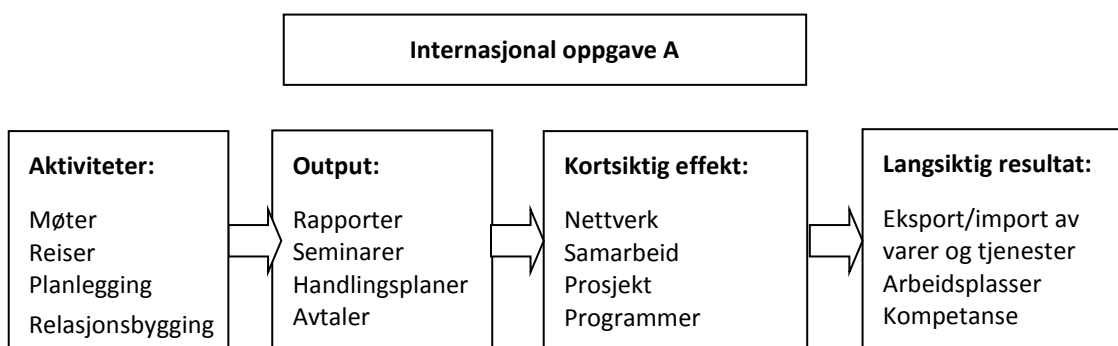 Internasjonal oppgave A
Aktiviteter:
Møter
Reiser
Planlegging
Relasjonsbygging
Output:
Rapporter
Seminarer
Handlingsplaner
Avtaler
Kortsiktig effekt:
Nettverk
Samarbeid
Prosjekt
Programmer
Langsiktig resultat:
Eksport/import av
varer og tjenester
Arbeidsplasser
Kompetanse